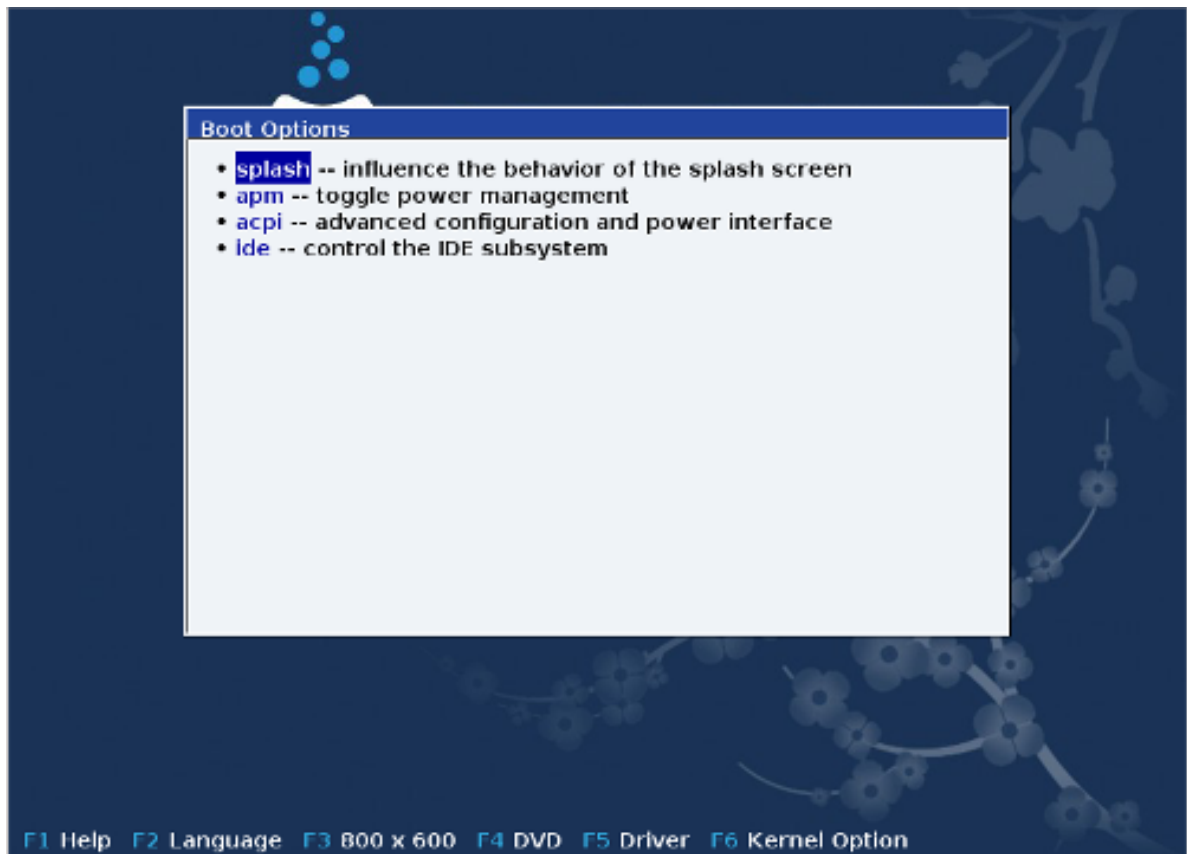 Boot Options
• splash -- influence the behavior of the splash screen
• apm -- toggle power management
• acpi -- advanced configuration and power interface
• ide -- control the IDE subsystem
F1 Help F2 Language F3 800 x 600 F4 DVD F5 Driver F6 Kernel Option